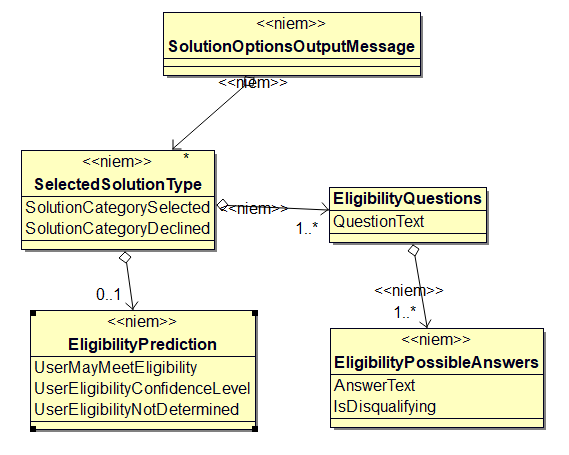 <<niem>>
SolutionOptionsOutputMessage
<<niem>>
*
<<niem>>
SelectedSolutionType
SolutionCategorySelected
SolutionCategoryDeclined
<<niem>>
1..*
EligibilityQuestions
QuestionText
0..1
<<niem>>
1..*
<<niem>>
EligibilityPrediction
UserMayMeetEligibility
UserEligibilityConfidenceLevel
UserEligibilityNotDetermined
<<niem>>
EligibilityPossibleAnswers
AnswerText
IsDisqualifying